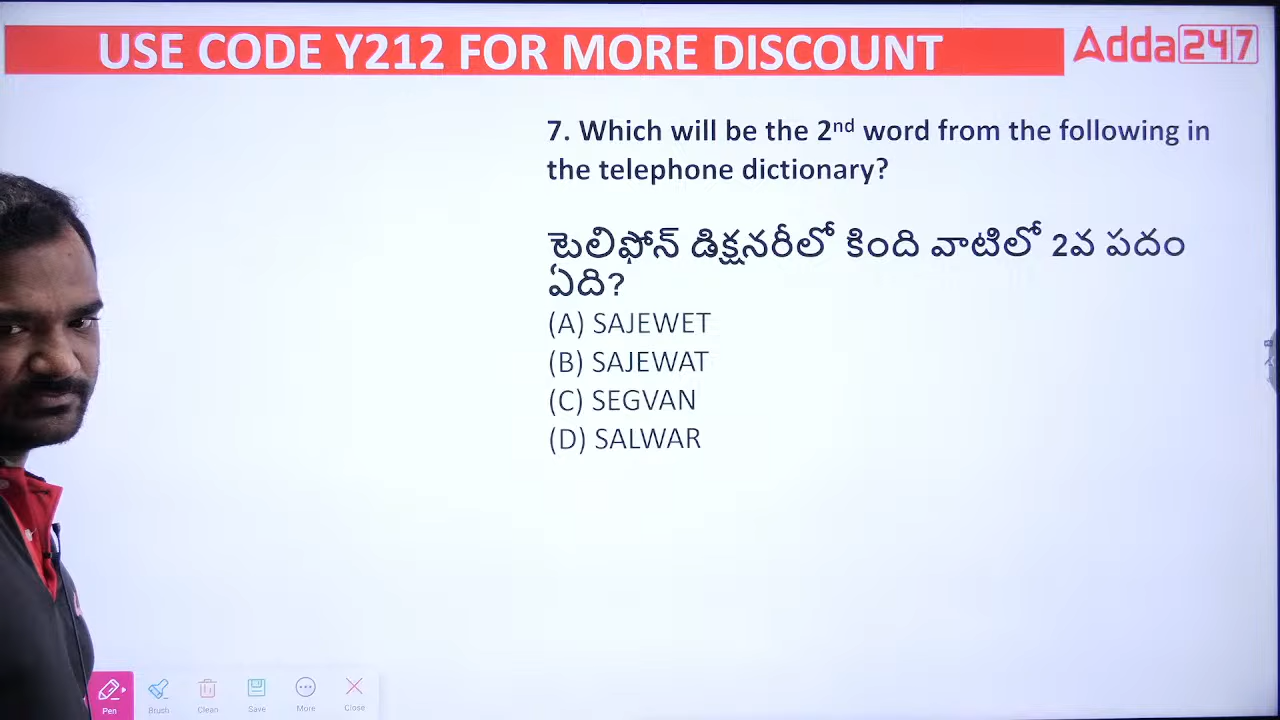 USE CODE Y212 FOR MORE DISCOUNT
Adda247
7. Which will be the 2nd word from the following in
the telephone dictionary?
టెలిఫోన్ డిక్షనరీలో కింది వాటిలో 2వ పదం
ఏది?
(A) SAJEWET
(B) SAJEWAT
(C) SEGVAN
(D) SALWAR
Pen
Brush
Clean
Save
More
Close